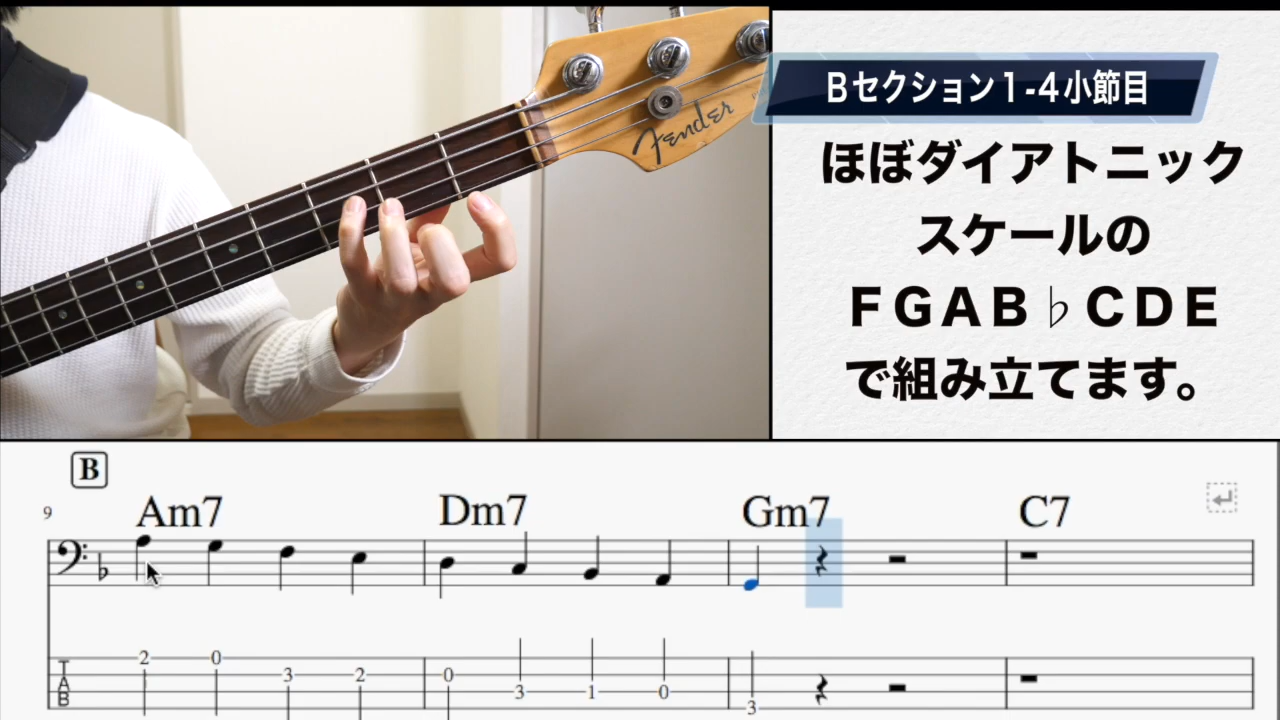 Fender
Bセクション1-4小節目
ほぼダイアトニック
スケールの
FGAB♭CDE
で組み立てます。
B
9
Am7 Dm7 Gm7 C7
TAB
2 0 3 2 0 3 1 0 3